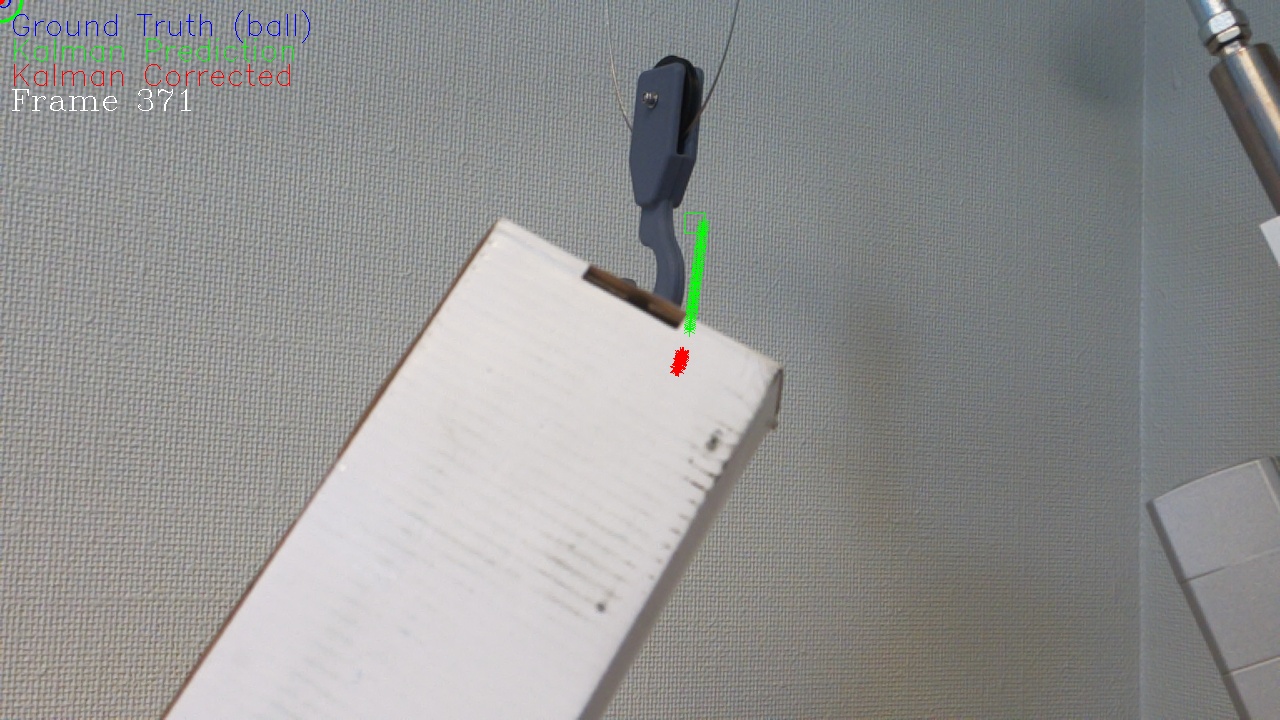 Ground Truth (ball)
Kalman Prediction
Kalman Corrected
Frame 371